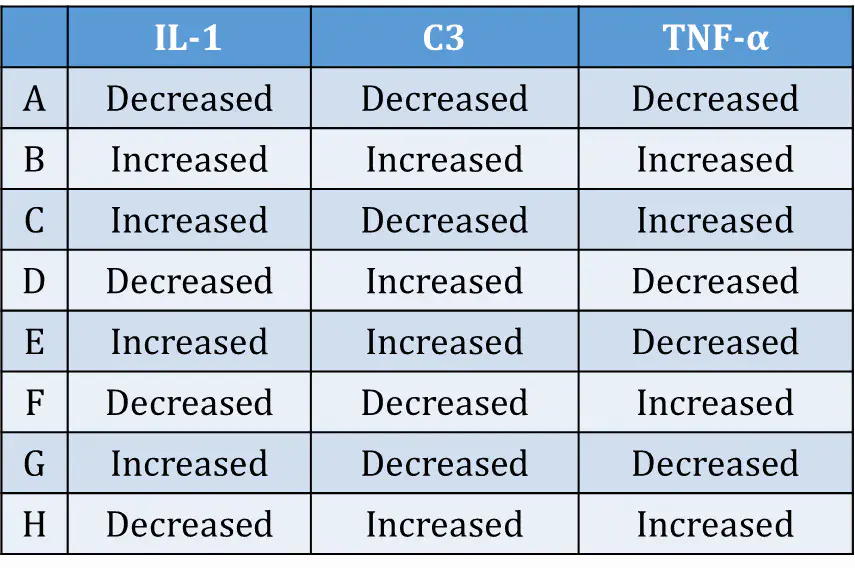 IL-1 C3 TNF-α
A Decreased Decreased Decreased
B Increased Increased Increased
C Increased Decreased Increased
D Decreased Increased Decreased
E Increased Increased Decreased
F Decreased Decreased Increased
G Increased Decreased Decreased
H Decreased Increased Increased